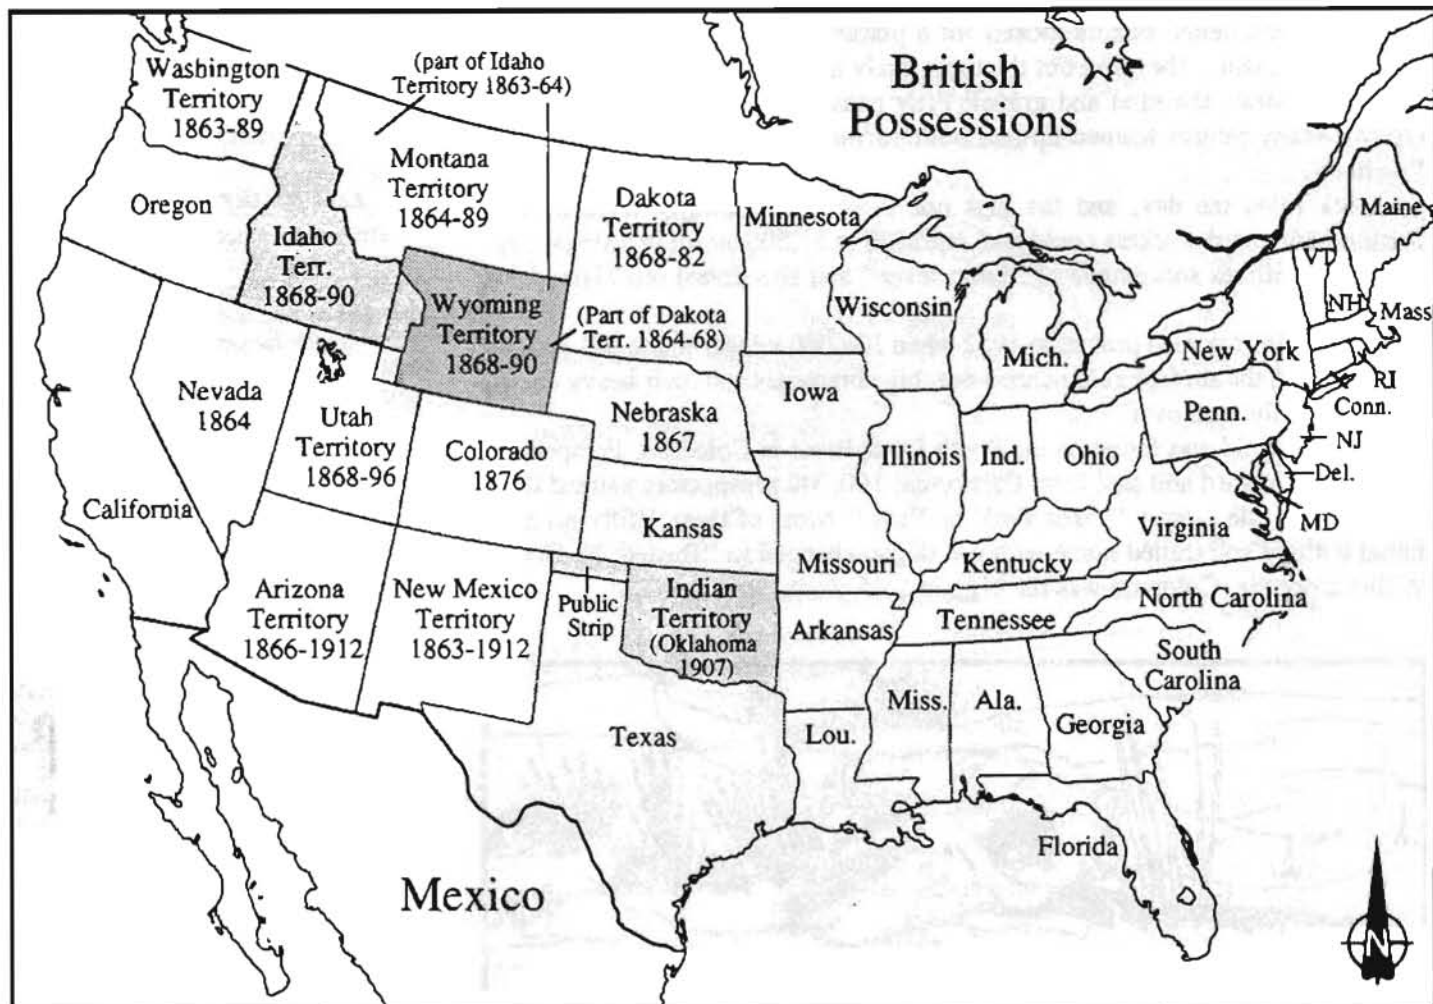 Washington
Territory
1863-89
(part of Idaho
Territory 1863-64)
British
Possessions
Montana
Territory
1864-89
Oregon
Idaho
Terr.
1868-90
Dakota
Territory
1868-82
Minnesota
Maine
VT
NH
Mass
Wyoming
Territory
1868-90
(Part of Dakota
Terr. 1864-68)
Wisconsin
Mich.
New York
RI
Conn.
Nevada
1864
Utah
Territory
1868-96
Nebraska
1867
Iowa
Penn.
NJ
Colorado
1876
Illinois
Ind.
Ohio
Del.
MD
California
Kansas
Missouri
Kentucky
Virginia
Arizona
Territory
1866-1912
New Mexico
Territory
1863-1912
Public
Strip
Indian
Territory
(Oklahoma
1907)
Arkansas
Tennessee
North Carolina
South
Carolina
Texas
Lou.
Miss.
Ala.
Georgia
Florida
Mexico
N